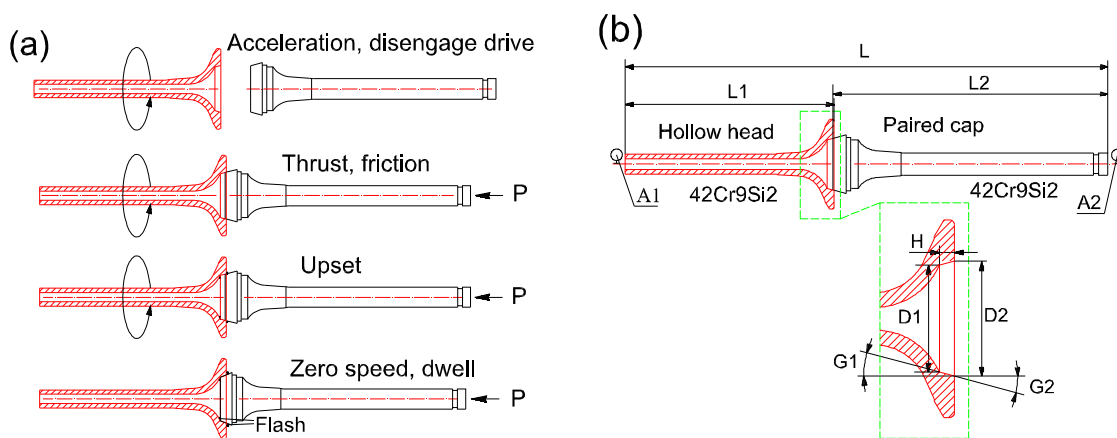 (a)
Acceleration, disengage drive
Thrust, friction
P
Upset
P
Zero speed, dwell
P
Flash
(b)
L
L1
L2
Hollow head
Paired cap
A1
42Cr9Si2
42Cr9Si2
A2
H
D1
D2
G1
G2